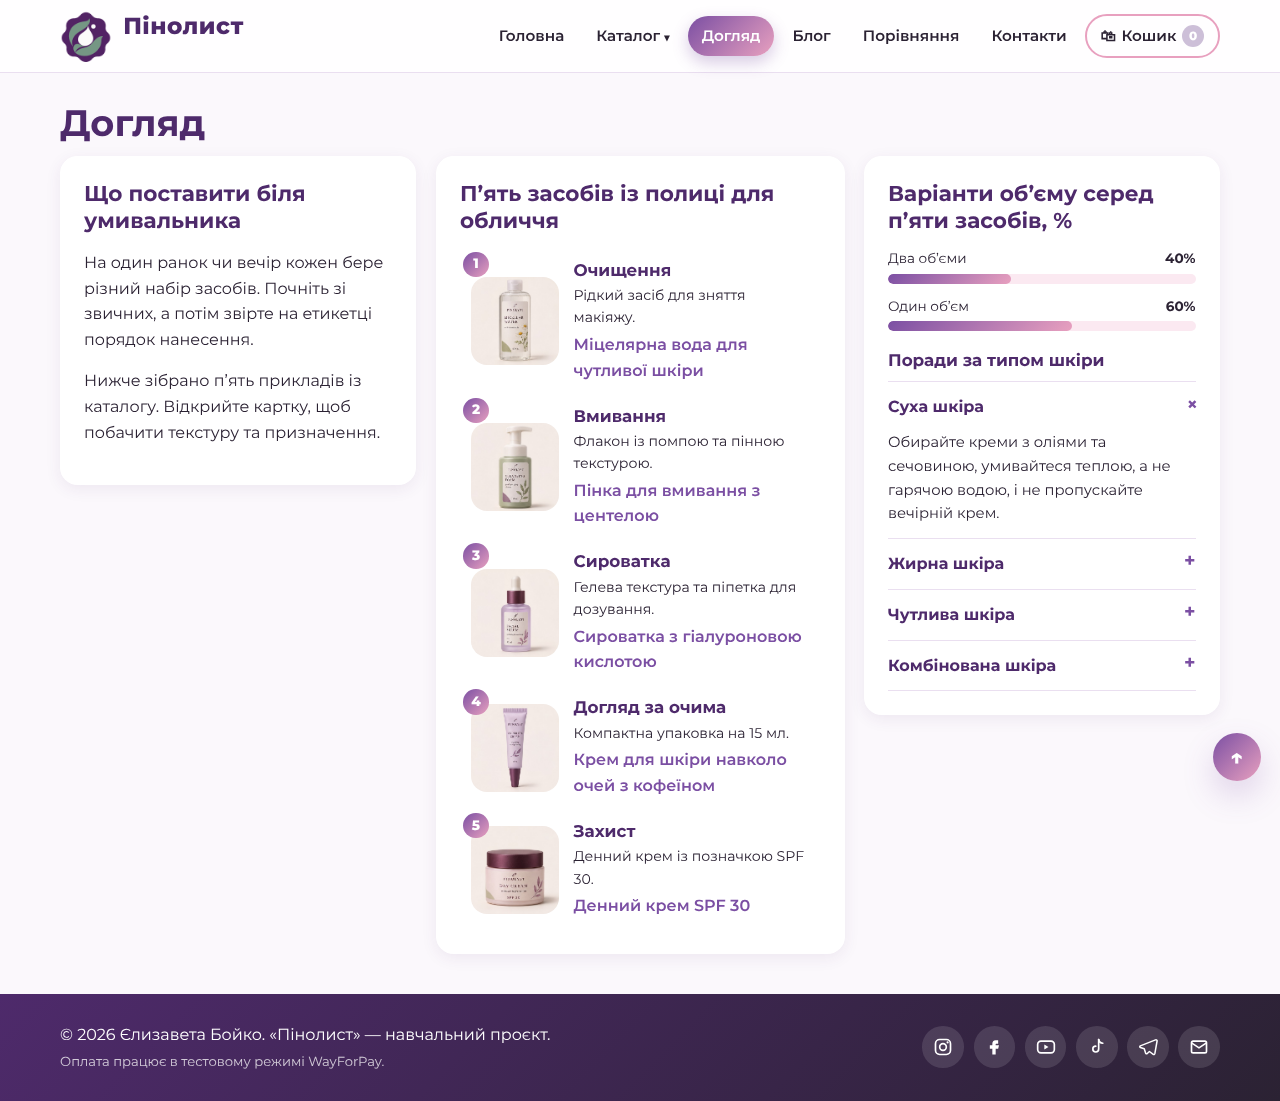 Пінолист
Головна
Каталог ▾
Догляд
Блог
Порівняння
Контакти
Кошик 0
Догляд
Що поставити біля
умивальника
На один ранок чи вечір кожен бере
різний набір засобів. Почніть зі
звичних, а потім звірте на етикетці
порядок нанесення.
Нижче зібрано п’ять прикладів із
каталогу. Відкрийте картку, щоб
побачити текстуру та призначення.
П’ять засобів із полиці для
обличчя
1
Очищення
Рідкий засіб для зняття
макіяжу.
Міцелярна вода для
чутливої шкіри
2
Вмивання
Флакон із помпою та пінною
текстурою.
Пінка для вмивання з
центелою
3
Сироватка
Гелева текстура та піпетка для
дозування.
Сироватка з гіалуроновою
кислотою
4
Догляд за очима
Компактна упаковка на 15 мл.
Крем для шкіри навколо
очей з кофеїном
5
Захист
Денний крем із позначкою SPF
30.
Денний крем SPF 30
Варіанти об’єму серед
п’яти засобів, %
Два об’єми 40%
Один об’єм 60%
Поради за типом шкіри
Суха шкіра
Обирайте креми з оліями та
сечовиною, умивайтеся теплою, а не
гарячою водою, і не пропускайте
вечірній крем.
Жирна шкіра +
Чутлива шкіра +
Комбінована шкіра +
© 2026 Єлизавета Бойко. «Пінолист» — навчальний проєкт.
Оплата працює в тестовому режимі WayForPay.